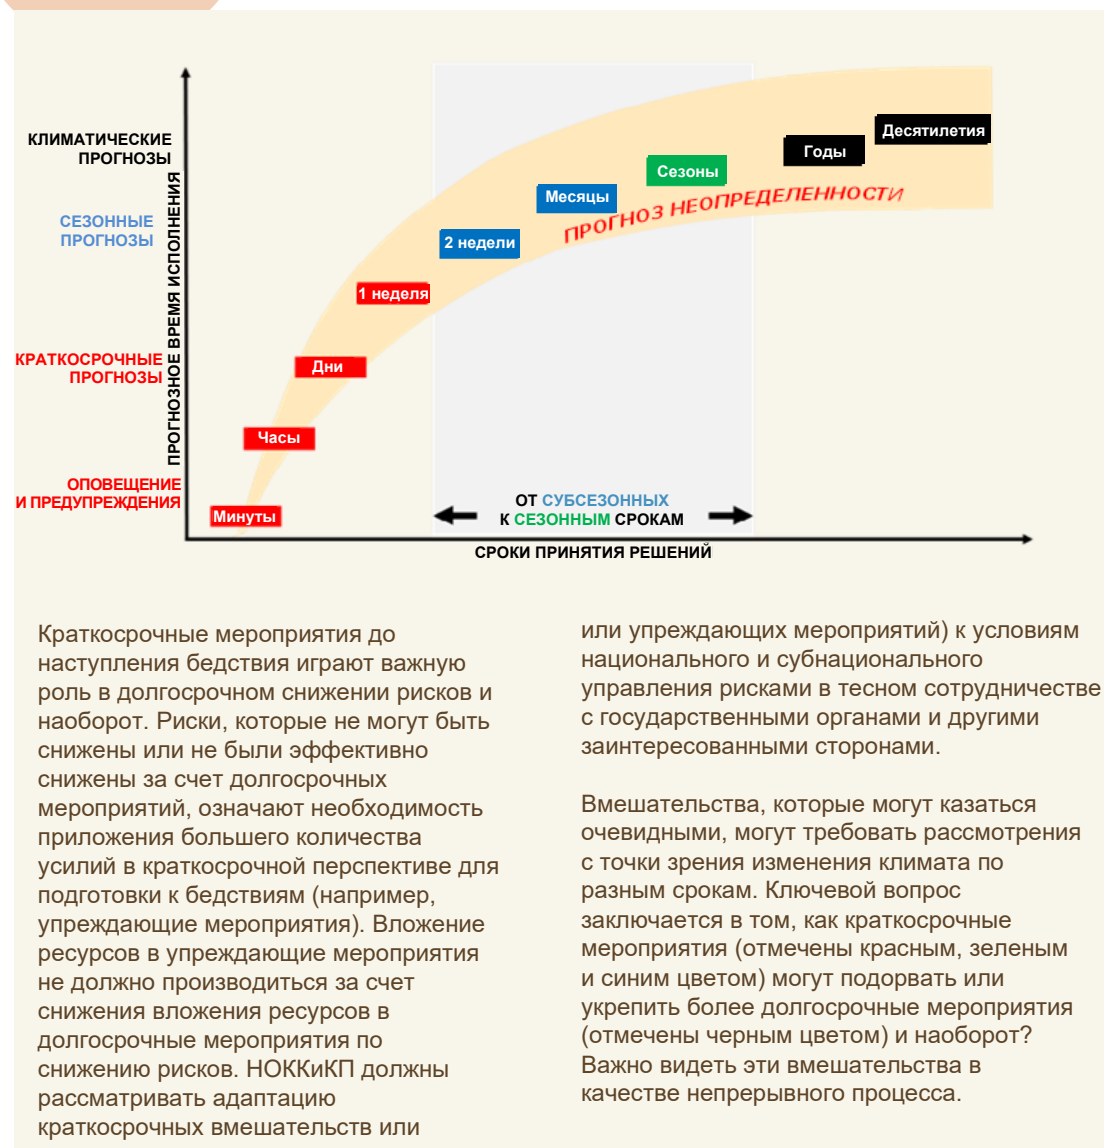 КЛИМАТИЧЕСКИЕ
ПРОГНОЗЫ
СЕЗОННЫЕ
ПРОГНОЗЫ
КРАТКОСРОЧНЫЕ
ПРОГНОЗЫ
ОПОВЕЩЕНИЕ
И ПРЕДУПРЕЖДЕНИЯ
ПРОГНОЗНОЕ ВРЕМЯ ИСПОЛНЕНИЯ
Десятилетия
Годы
Сезоны
Месяцы
ПРОГНОЗ НЕОПРЕДЕЛЕННОСТИ
2 недели
1 неделя
Дни
Часы
Минуты
ОТ СУБСЕЗОННЫХ
К СЕЗОННЫМ СРОКАМ
СРОКИ ПРИНЯТИЯ РЕШЕНИЙ
Краткосрочные мероприятия до
наступления бедствия играют важную
роль в долгосрочном снижении рисков и
наоборот. Риски, которые не могут быть
снижены или не были эффективно
снижены за счет долгосрочных
мероприятий, означают необходимость
приложения большего количества
усилий в краткосрочной перспективе для
подготовки к бедствиям (например,
упреждающие мероприятия). Вложение
ресурсов в упреждающие мероприятия
не должно производиться за счет
снижения вложения ресурсов в
долгосрочные мероприятия по
снижению рисков. НОККиКП должны
рассматривать адаптацию
краткосрочных вмешательств или
или упреждающих мероприятий) к условиям
национального и субнационального
управления рисками в тесном сотрудничестве
с государственными органами и другими
заинтересованными сторонами.
Вмешательства, которые могут казаться
очевидными, могут требовать рассмотрения
с точки зрения изменения климата по
разным срокам. Ключевой вопрос
заключается в том, как краткосрочные
мероприятия (отмечены красным, зеленым
и синим цветом) могут подорвать или
укрепить более долгосрочные мероприятия
(отмечены черным цветом) и наоборот?
Важно видеть эти вмешательства в
качестве непрерывного процесса.